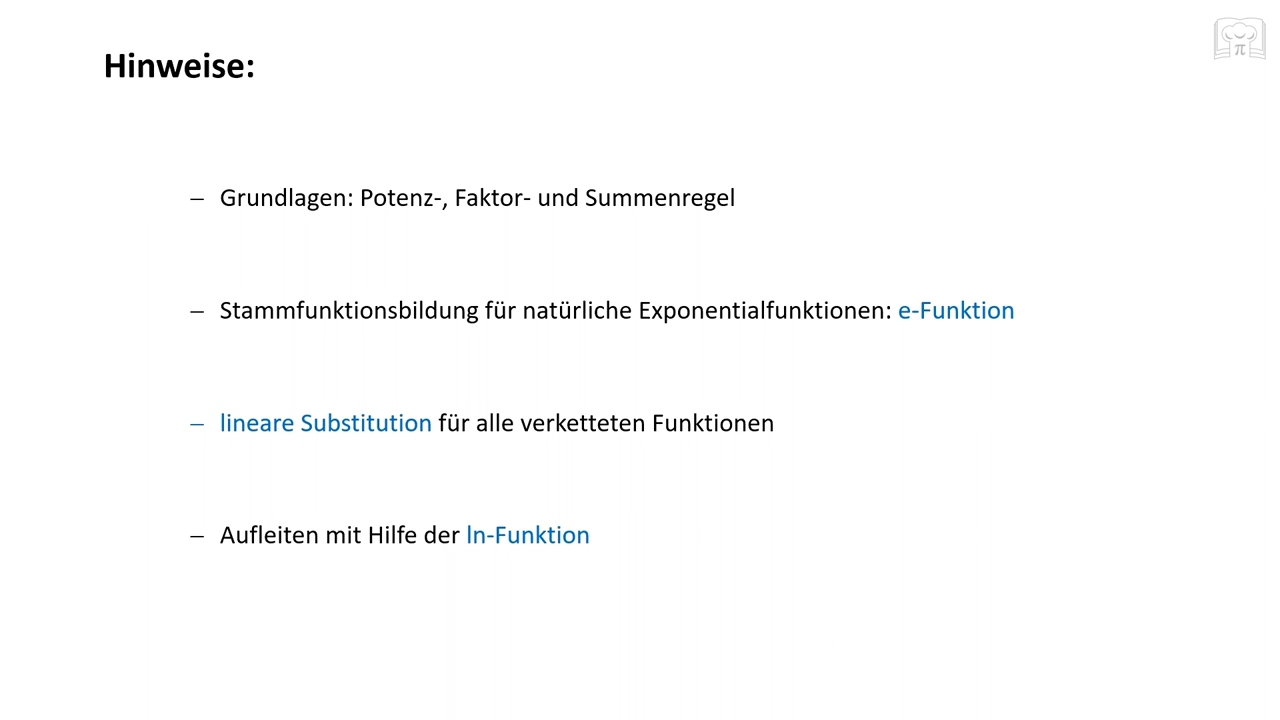 Hinweise:
– Grundlagen: Potenz-, Faktor- und Summenregel
– Stammfunktionsbildung für natürliche Exponentialfunktionen: e-Funktion
– lineare Substitution für alle verketteten Funktionen
– Aufleiten mit Hilfe der ln-Funktion
π